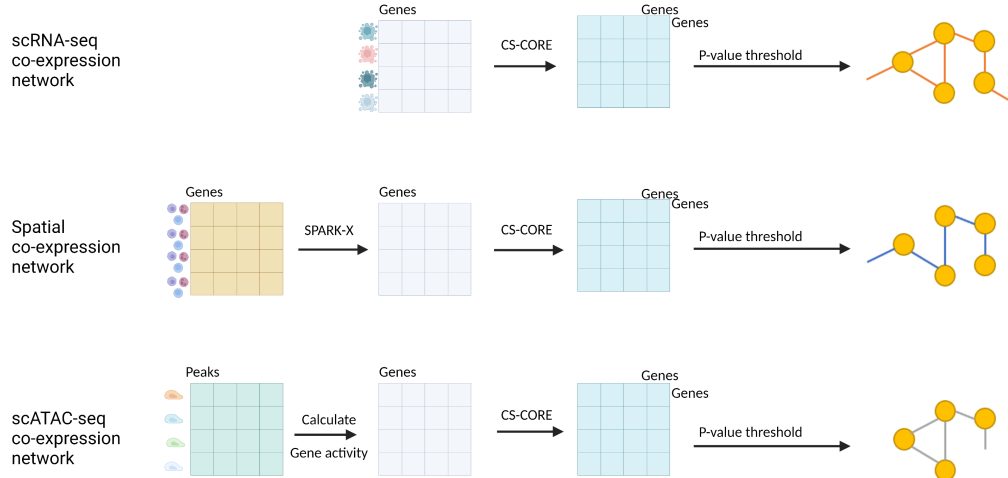 Genes
Genes
Genes
scRNA-seq
co-expression
network
CS-CORE
P-value threshold
Genes
Genes
Genes
Genes
Spatial
co-expression
network
SPARK-X
CS-CORE
P-value threshold
Peaks
Genes
Genes
Genes
scATAC-seq
co-expression
network
Calculate
Gene activity
CS-CORE
P-value threshold